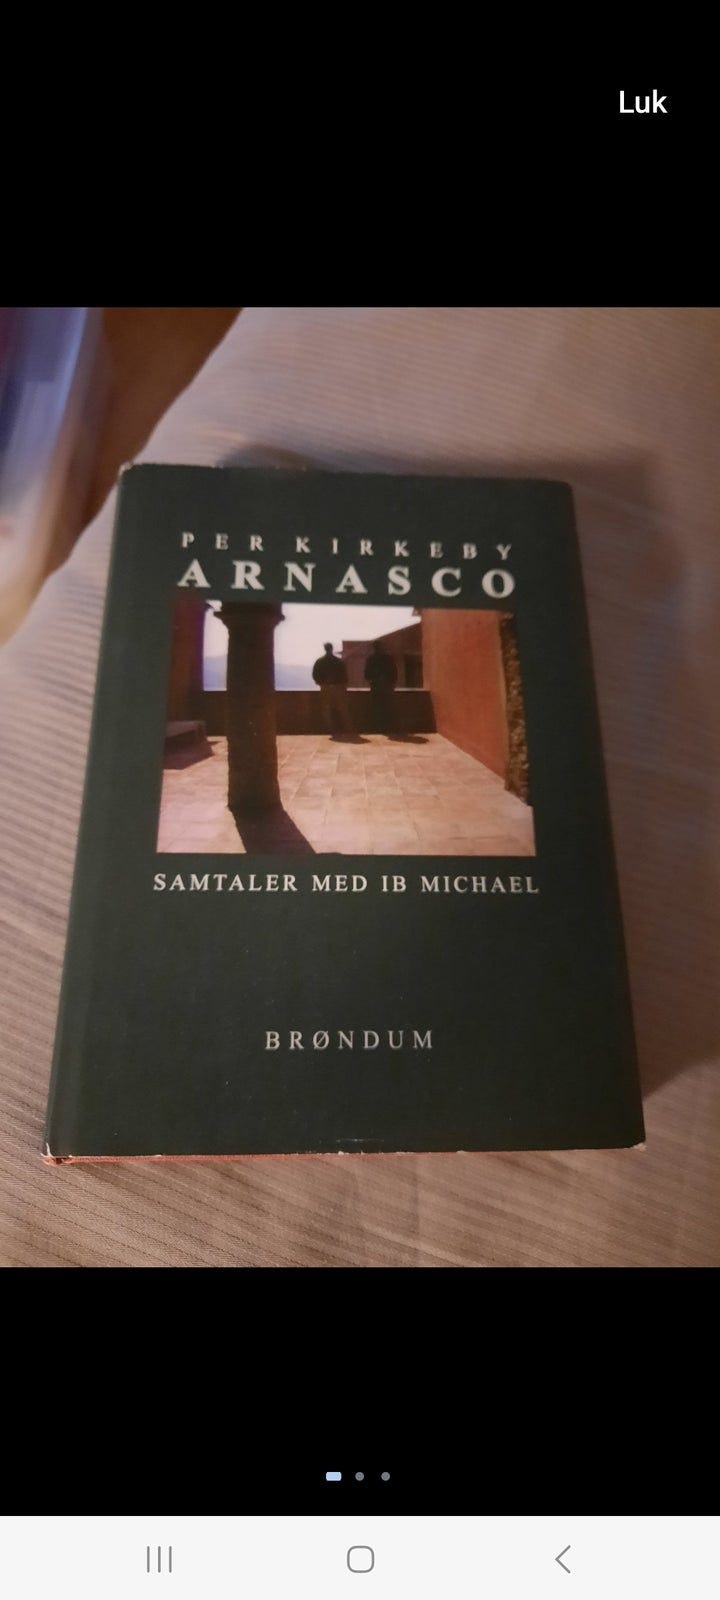 Luk
PER KIRKEBY
ARNASCO
SAMTALER MED IB MICHAEL
BRØNDUM